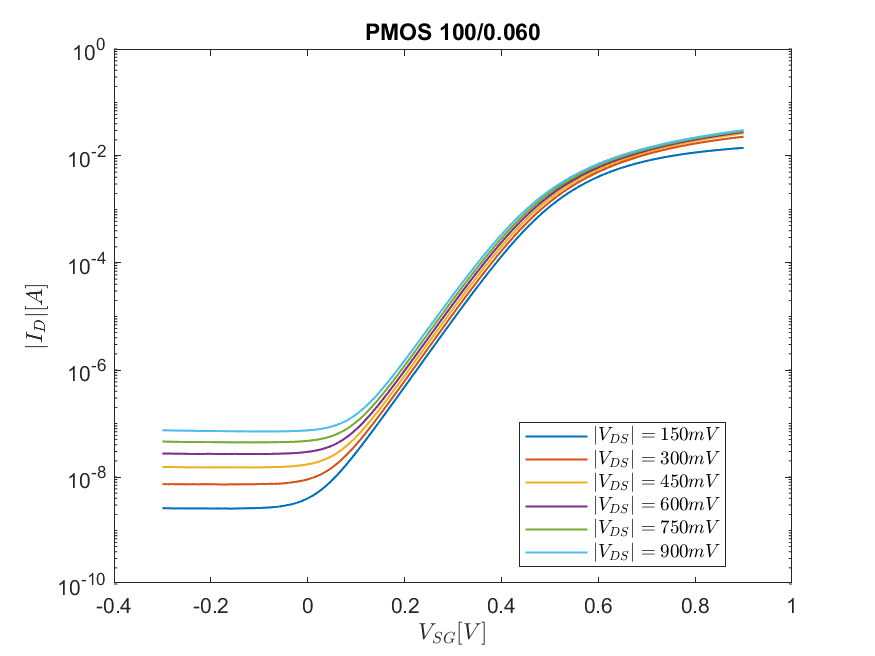 PMOS 100/0.060
10^0
10^-2
10^-4
10^-6
10^-8
10^-10
|I_D|[A]
-0.4 -0.2 0 0.2 0.4 0.6 0.8 1
V_SG[V]
|V_DS| = 150mV
|V_DS| = 300mV
|V_DS| = 450mV
|V_DS| = 600mV
|V_DS| = 750mV
|V_DS| = 900mV